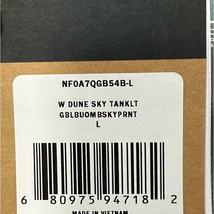 NF0A7QGB54B-L
W DUNE SKY TANKLT
GBLBUOMBSKYPRNT
L
6 80975 94718 2
MADE IN VIETNAM